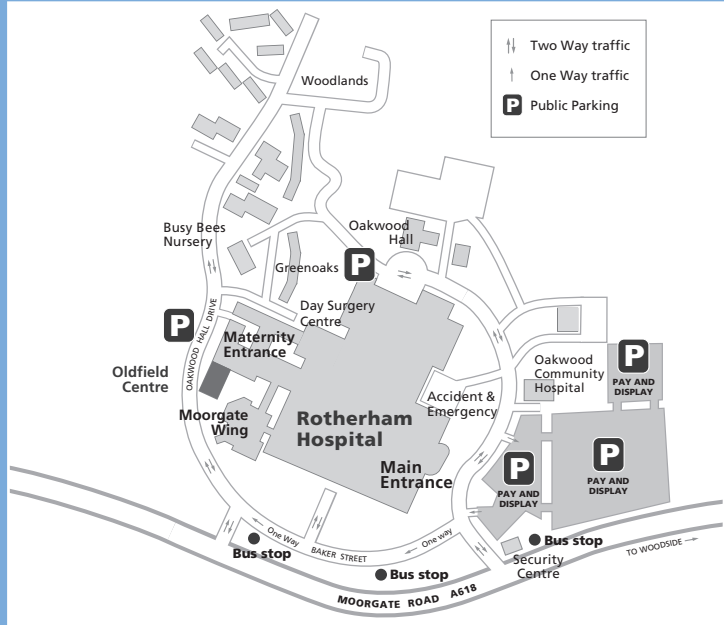 Two Way traffic
One Way traffic
P Public Parking
Woodlands
Busy Bees
Nursery
Oakwood
Hall
Greenoaks
P
Day Surgery
Centre
P
OAKWOOD HALL DRIVE
Maternity
Entrance
Oldfield
Centre
Moorgate
Wing
Rotherham
Hospital
Accident &
Emergency
Main
Entrance
Oakwood
Community
Hospital
P
PAY AND
DISPLAY
P
PAY AND
DISPLAY
P
PAY AND
DISPLAY
One Way
Bus stop
BAKER STREET
One way
Bus stop
Bus stop
Security
Centre
TO WOODSIDE
MOORGATE ROAD A618